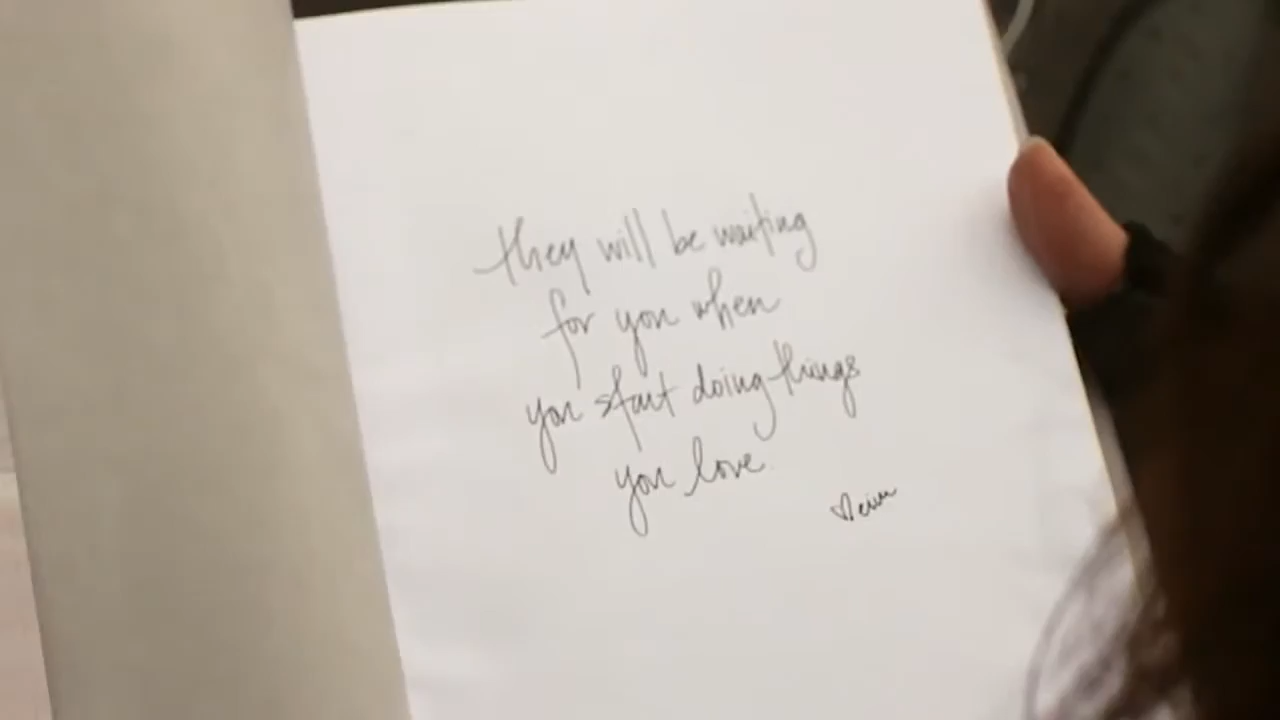 they will be waiting
for you when
you start doing things
you love.